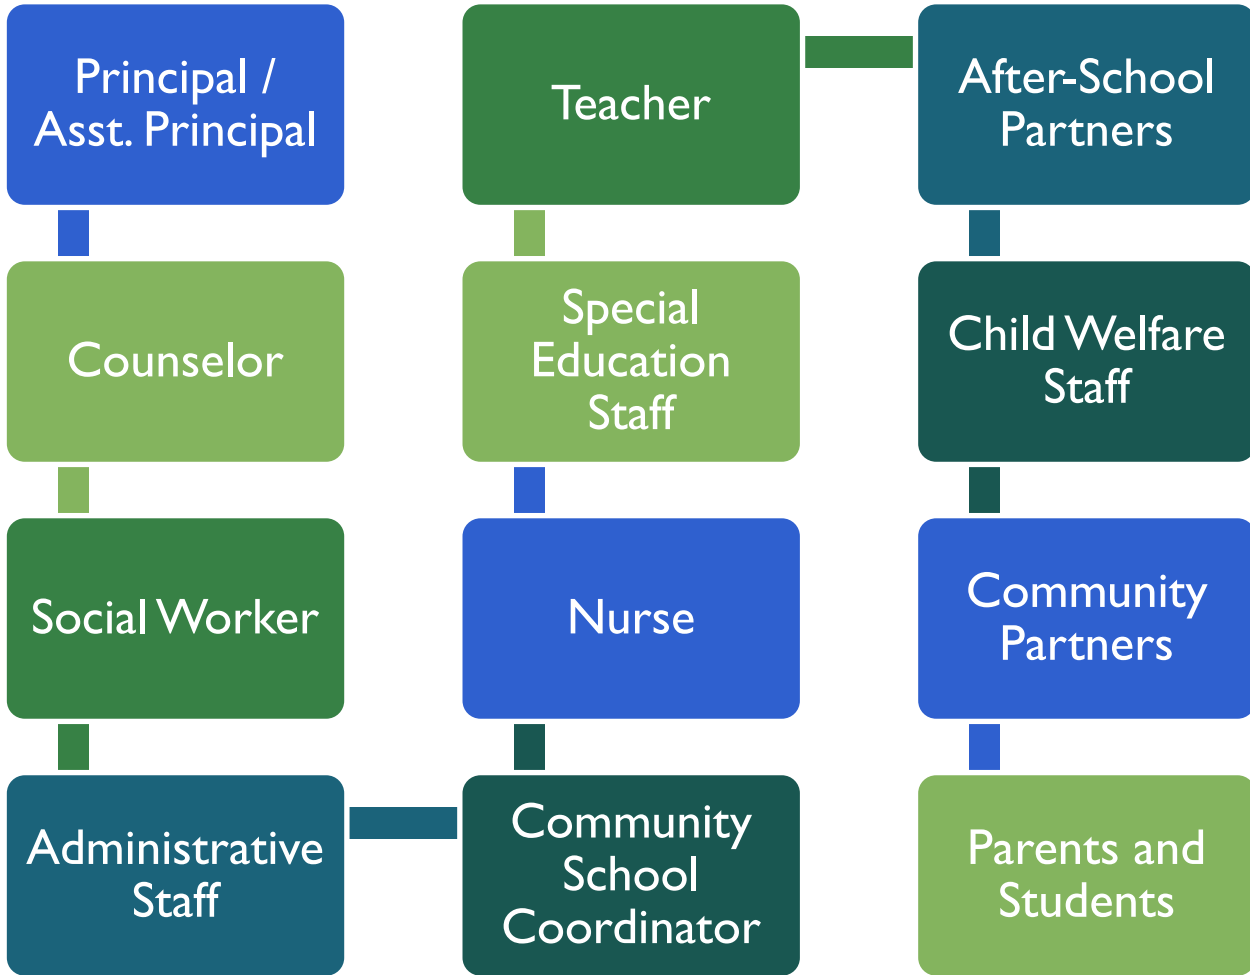 Principal /
Asst. Principal
Counselor
Social Worker
Administrative
Staff
Community
School
Coordinator
Nurse
Special
Education
Staff
Teacher
After-School
Partners
Child Welfare
Staff
Community
Partners
Parents and
Students